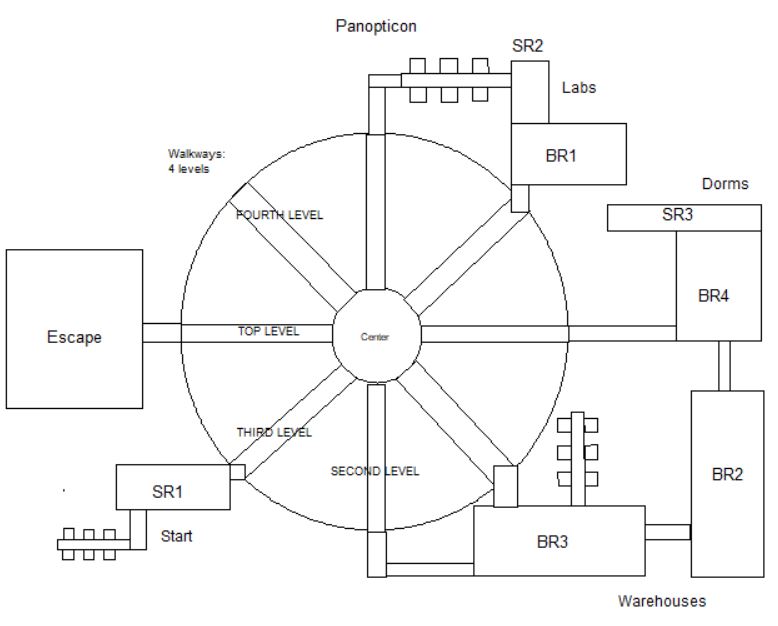 Panopticon
SR2
Labs
Walkways:
4 levels
BR1
Dorms
FOURTH LEVEL
SR3
BR4
Escape
TOP LEVEL
Center
THIRD LEVEL
SECOND LEVEL
BR2
SR1
Start
BR3
Warehouses